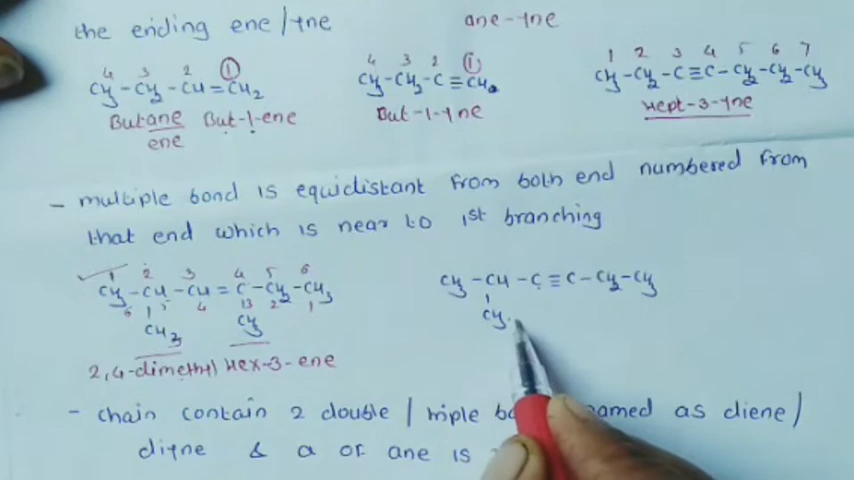 the ending ene/yne ane-yne
4 3 2 1
CH3-CH2-CH=CH2
Butane But-1-ene
ene
4 3 2 1
CH3-CH2-C≡CH
But-1-yne
1 2 3 4 5 6 7
CH3-CH2-C≡C-CH2-CH2-CH3
Hept-3-yne
- multiple bond is equidistant from both end numbered from
that end which is near to 1st branching
1 2 3 4 5 6
CH3-CH-CH=C-CH2-CH3
6 5 4 3 2 1
CH3 CH3
2,4-dimethyl Hex-3-ene
CH3-CH-C≡C-CH2-CH3
CH3
- chain contain 2 double/triple named as diene/
diyne & a of ane is